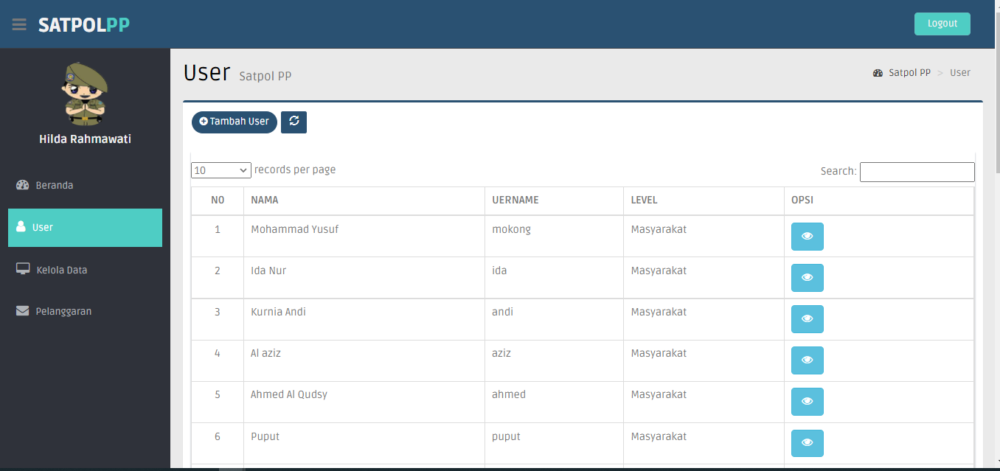 SATPOLPP
Logout
Hilda Rahmawati
Beranda
User
Kelola Data
Pelanggaran
User Satpol PP
Satpol PP > User
Tambah User
10 records per page
Search:
NO NAMA UERNAME LEVEL OPSI
1 Mohammad Yusuf mokong Masyarakat
2 Ida Nur ida Masyarakat
3 Kurnia Andi andi Masyarakat
4 Al aziz aziz Masyarakat
5 Ahmed Al Qudsy ahmed Masyarakat
6 Puput puput Masyarakat